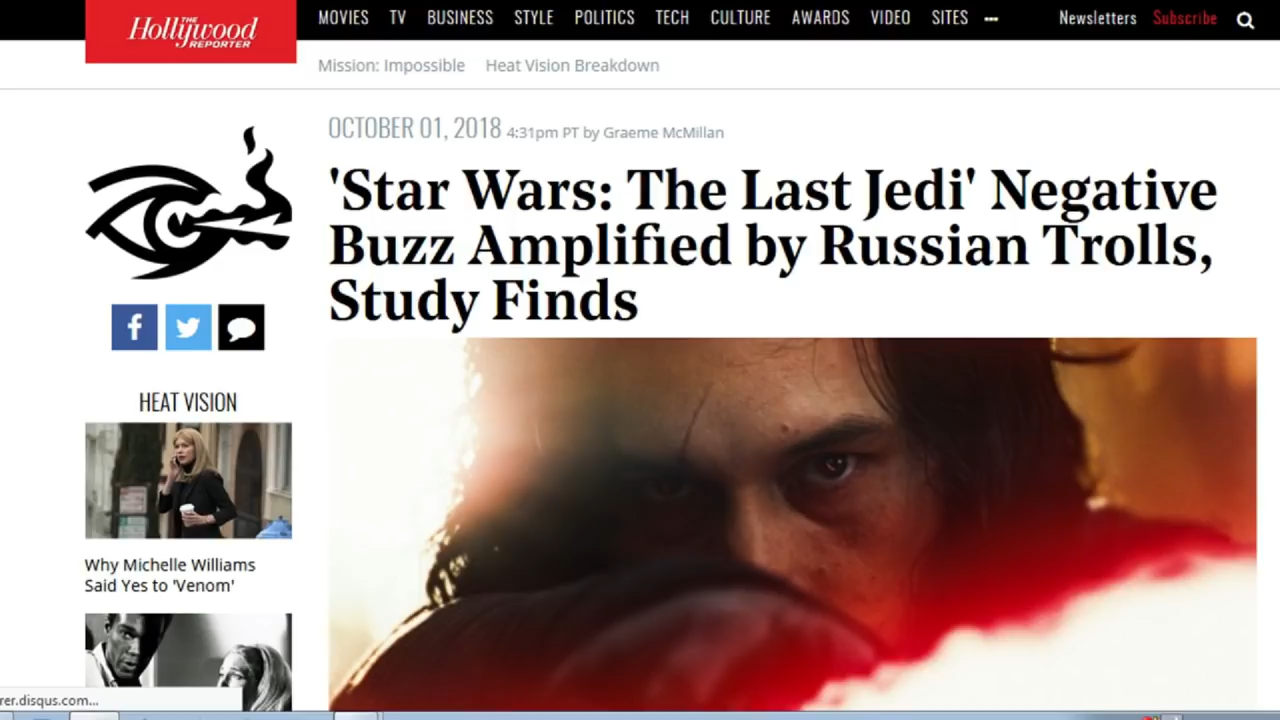 THE
Hollywood
REPORTER
MOVIES TV BUSINESS STYLE POLITICS TECH CULTURE AWARDS VIDEO SITES ••• Newsletters Subscribe
Mission: Impossible Heat Vision Breakdown
OCTOBER 01, 2018 4:31pm PT by Graeme McMillan
'Star Wars: The Last Jedi' Negative
Buzz Amplified by Russian Trolls,
Study Finds
f
HEAT VISION
Why Michelle Williams
Said Yes to 'Venom'
rer.disqus.com...